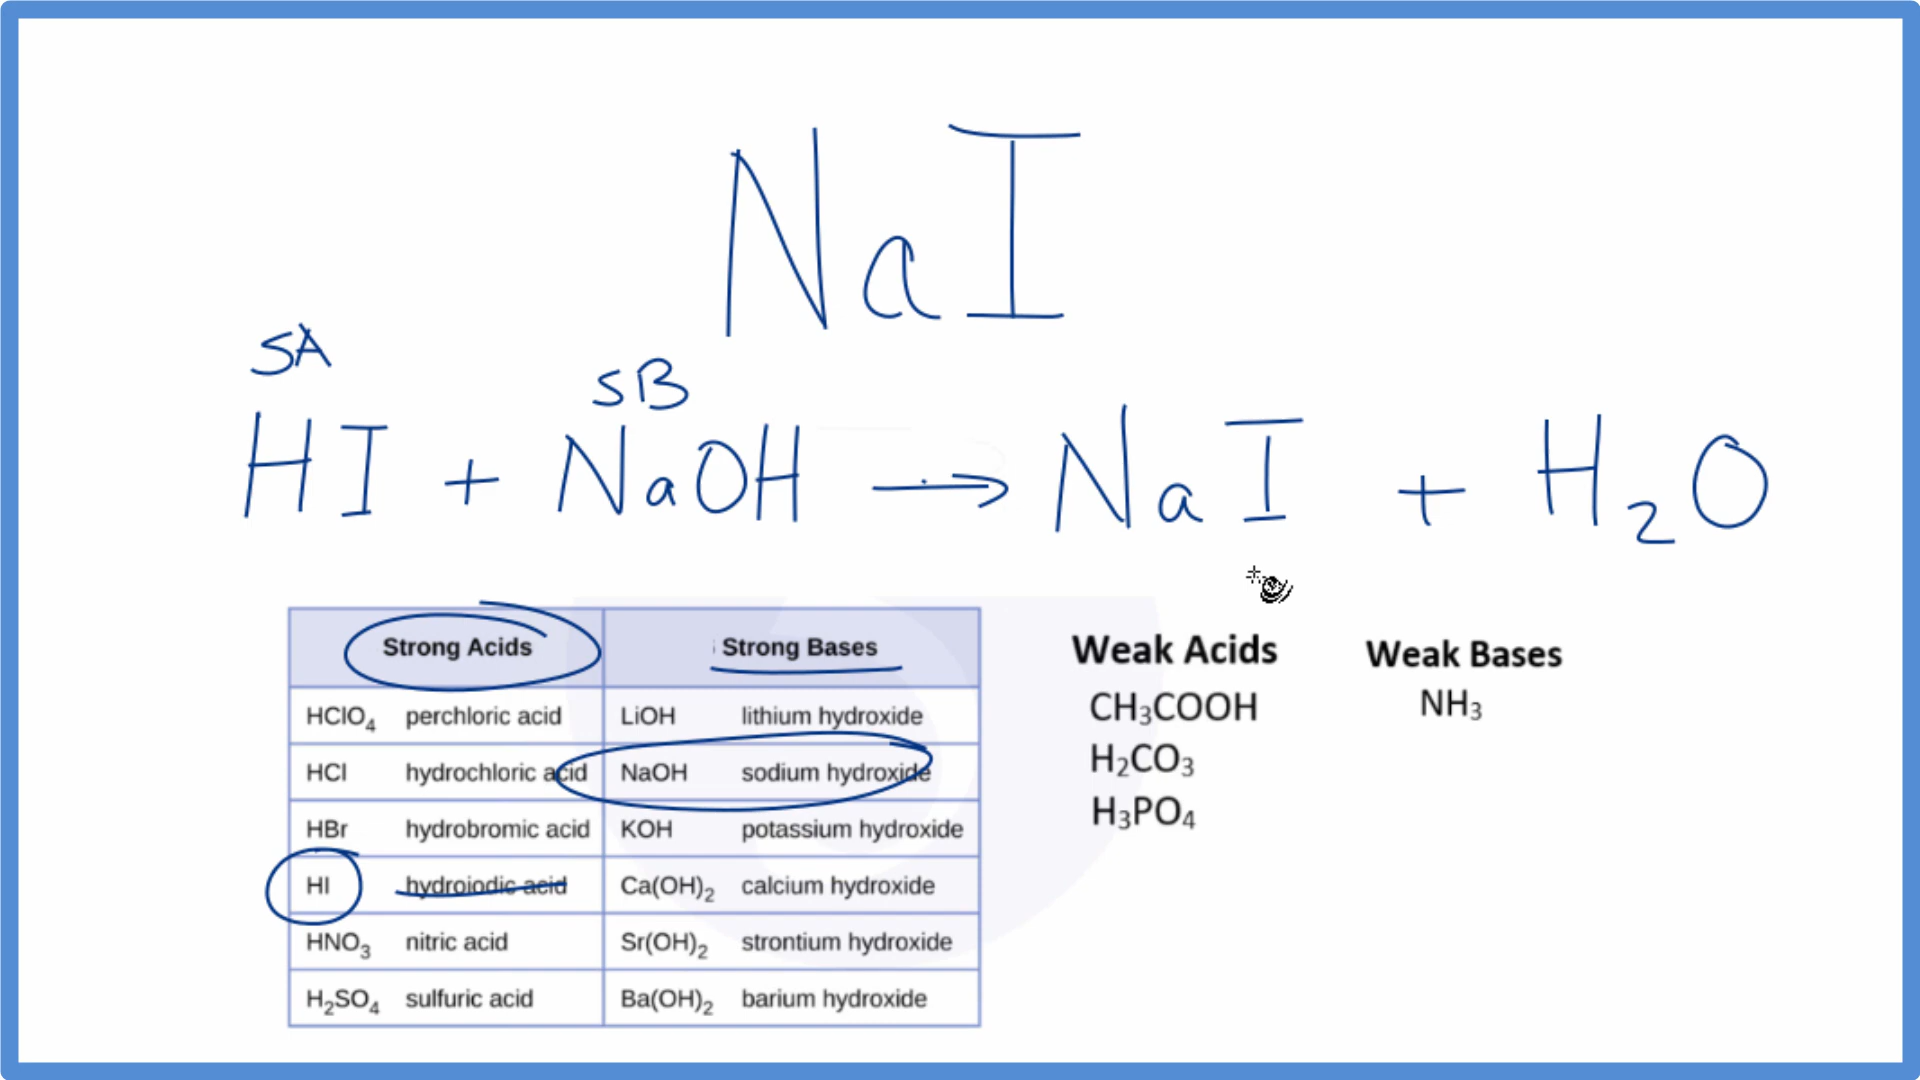 NaI
SA
SB
HI + NaOH → NaI + H₂O
Strong Acids Strong Bases
HClO₄ perchloric acid LiOH lithium hydroxide
HCl hydrochloric acid NaOH sodium hydroxide
HBr hydrobromic acid KOH potassium hydroxide
HI hydroiodic acid Ca(OH)₂ calcium hydroxide
HNO₃ nitric acid Sr(OH)₂ strontium hydroxide
H₂SO₄ sulfuric acid Ba(OH)₂ barium hydroxide
Weak Acids
CH₃COOH
H₂CO₃
H₃PO₄
Weak Bases
NH₃